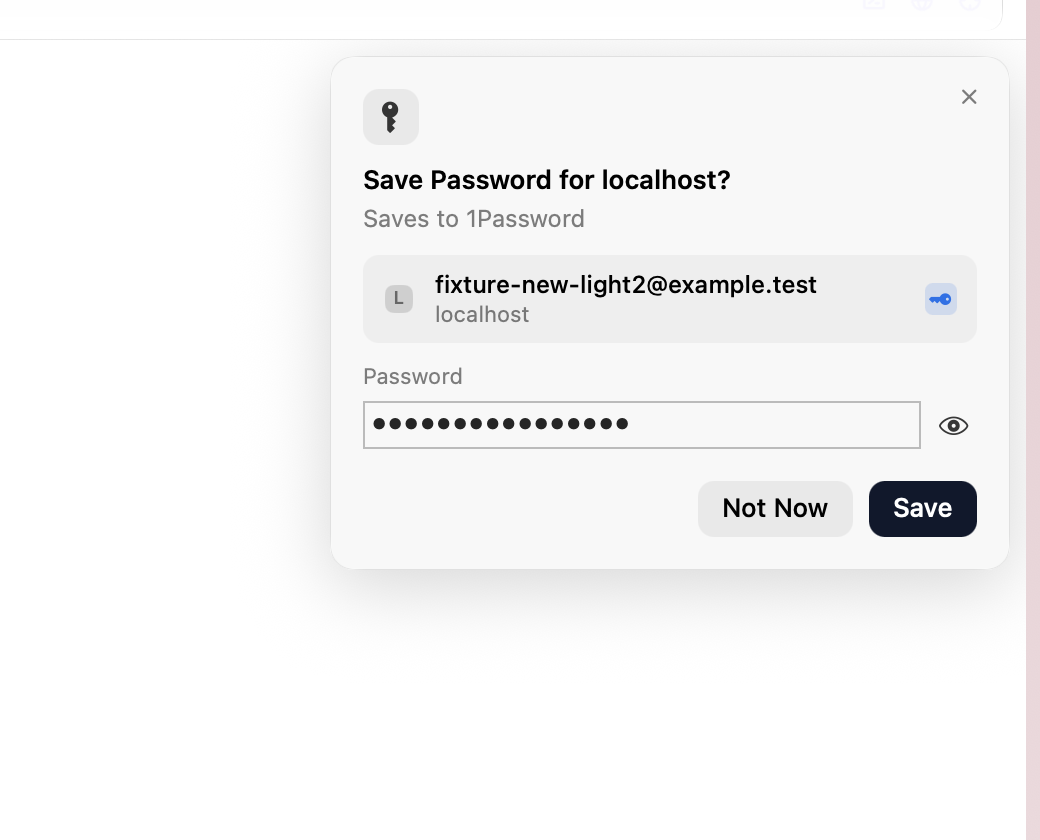 Save Password for localhost?
Saves to 1Password
L
fixture-new-light2@example.test
localhost
Password
Not Now
Save